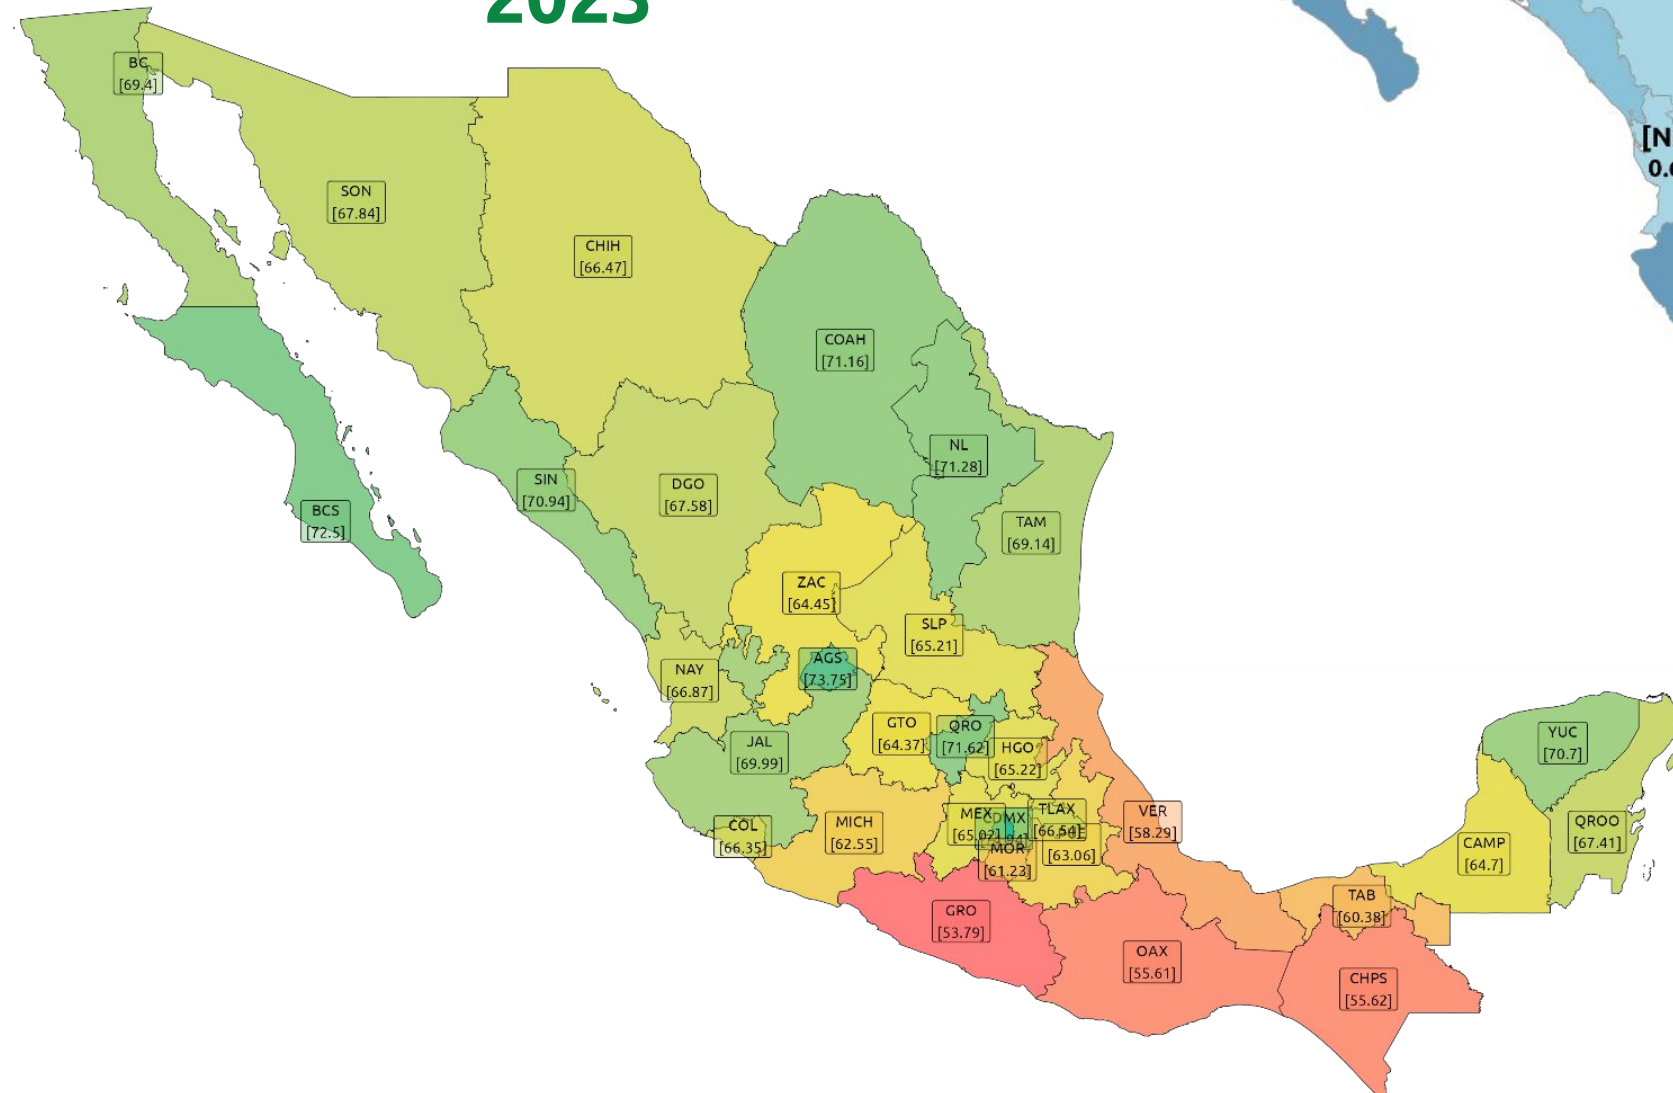 2023
BC
[69.4]
[N
0.6
SON
[67.84]
CHIH
[66.47]
COAH
[71.16]
NL
[71.28]
SIN
[70.94]
DGO
[67.58]
BCS
[72.5]
TAM
[69.14]
ZAC
[64.45]
SLP
[65.21]
AGS
[73.75]
NAY
[66.87]
GTO
[64.37]
QRO
[71.62]
HGO
[65.22]
JAL
[69.99]
YUC
[70.7]
COL
[66.35]
MICH
[62.55]
MEX
[65.02]
CDMX
TLAX
[66.54]
[63.06]
MOR
[61.23]
VER
[58.29]
QROO
[67.41]
CAMP
[64.7]
TAB
[60.38]
GRO
[53.79]
OAX
[55.61]
CHPS
[55.62]